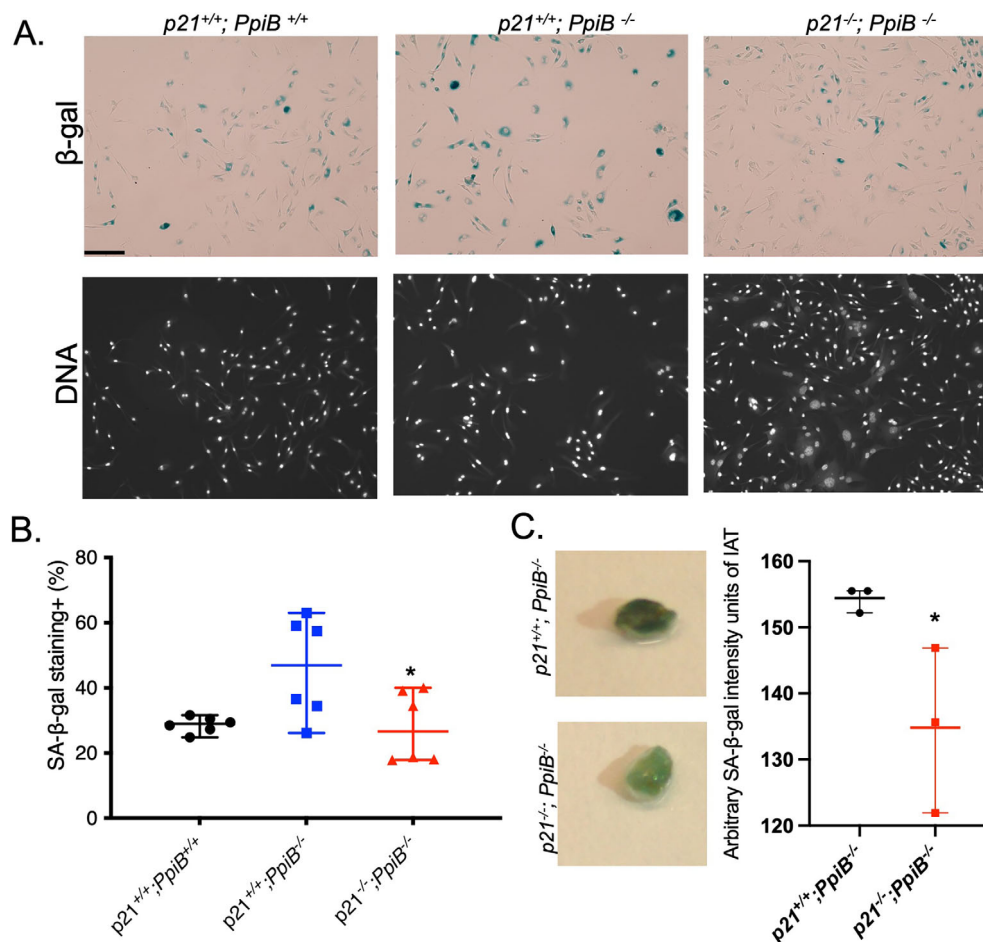 A.
p21+/+; PpiB +/+
p21+/+; PpiB -/-
p21-/-; PpiB -/-
β-gal
DNA
B.
SA-β-gal staining+ (%)
80
60
40
20
0
*
p21+/+;PpiB+/+
p21+/+;PpiB-/-
p21-/-;PpiB-/-
C.
p21+/+; PpiB-/-
p21-/-; PpiB-/-
Arbitrary SA-β-gal intensity units of IAT
160
150
140
130
120
*
p21+/+;PpiB-/-
p21-/-;PpiB-/-